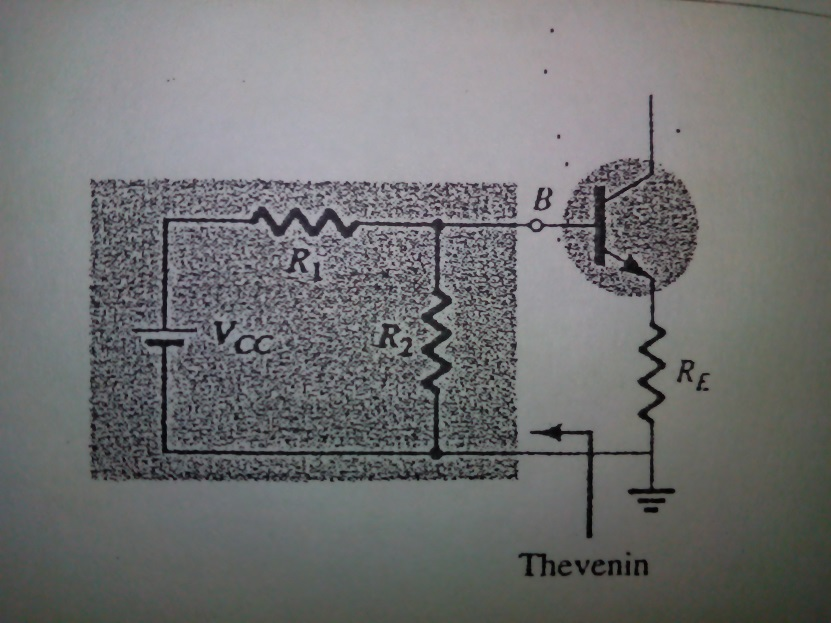 B
R1
VCC
R2
RE
Thevenin